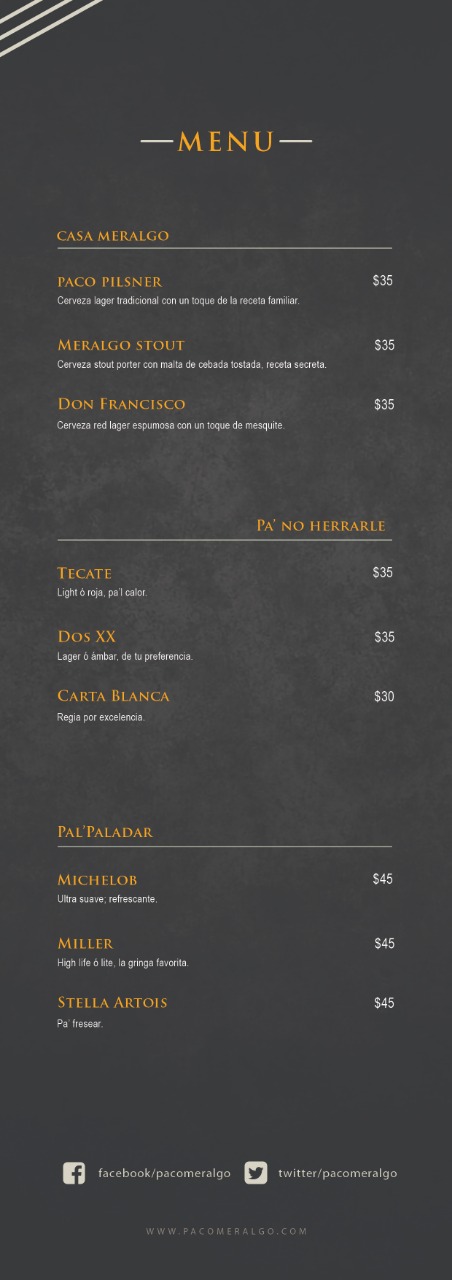 MENU
CASA MERALGO
PACO PILSNER $35
Cerveza lager tradicional con un toque de la receta familiar.
MERALGO STOUT $35
Cerveza stout porter con malta de cebada tostada, receta secreta.
DON FRANCISCO $35
Cerveza red lager espumosa con un toque de mesquite.
PA' NO HERRARLE
TECATE $35
Light ó roja, pa'l calor.
DOS XX $35
Lager ó ámbar, de tu preferencia.
CARTA BLANCA $30
Regia por excelencia.
PAL'PALADAR
MICHELOB $45
Ultra suave; refrescante.
MILLER $45
High life ó lite, la gringa favorita.
STELLA ARTOIS $45
Pa' fresear.
facebook/pacomeralgo twitter/pacomeralgo
WWW.PACOMERALGO.COM